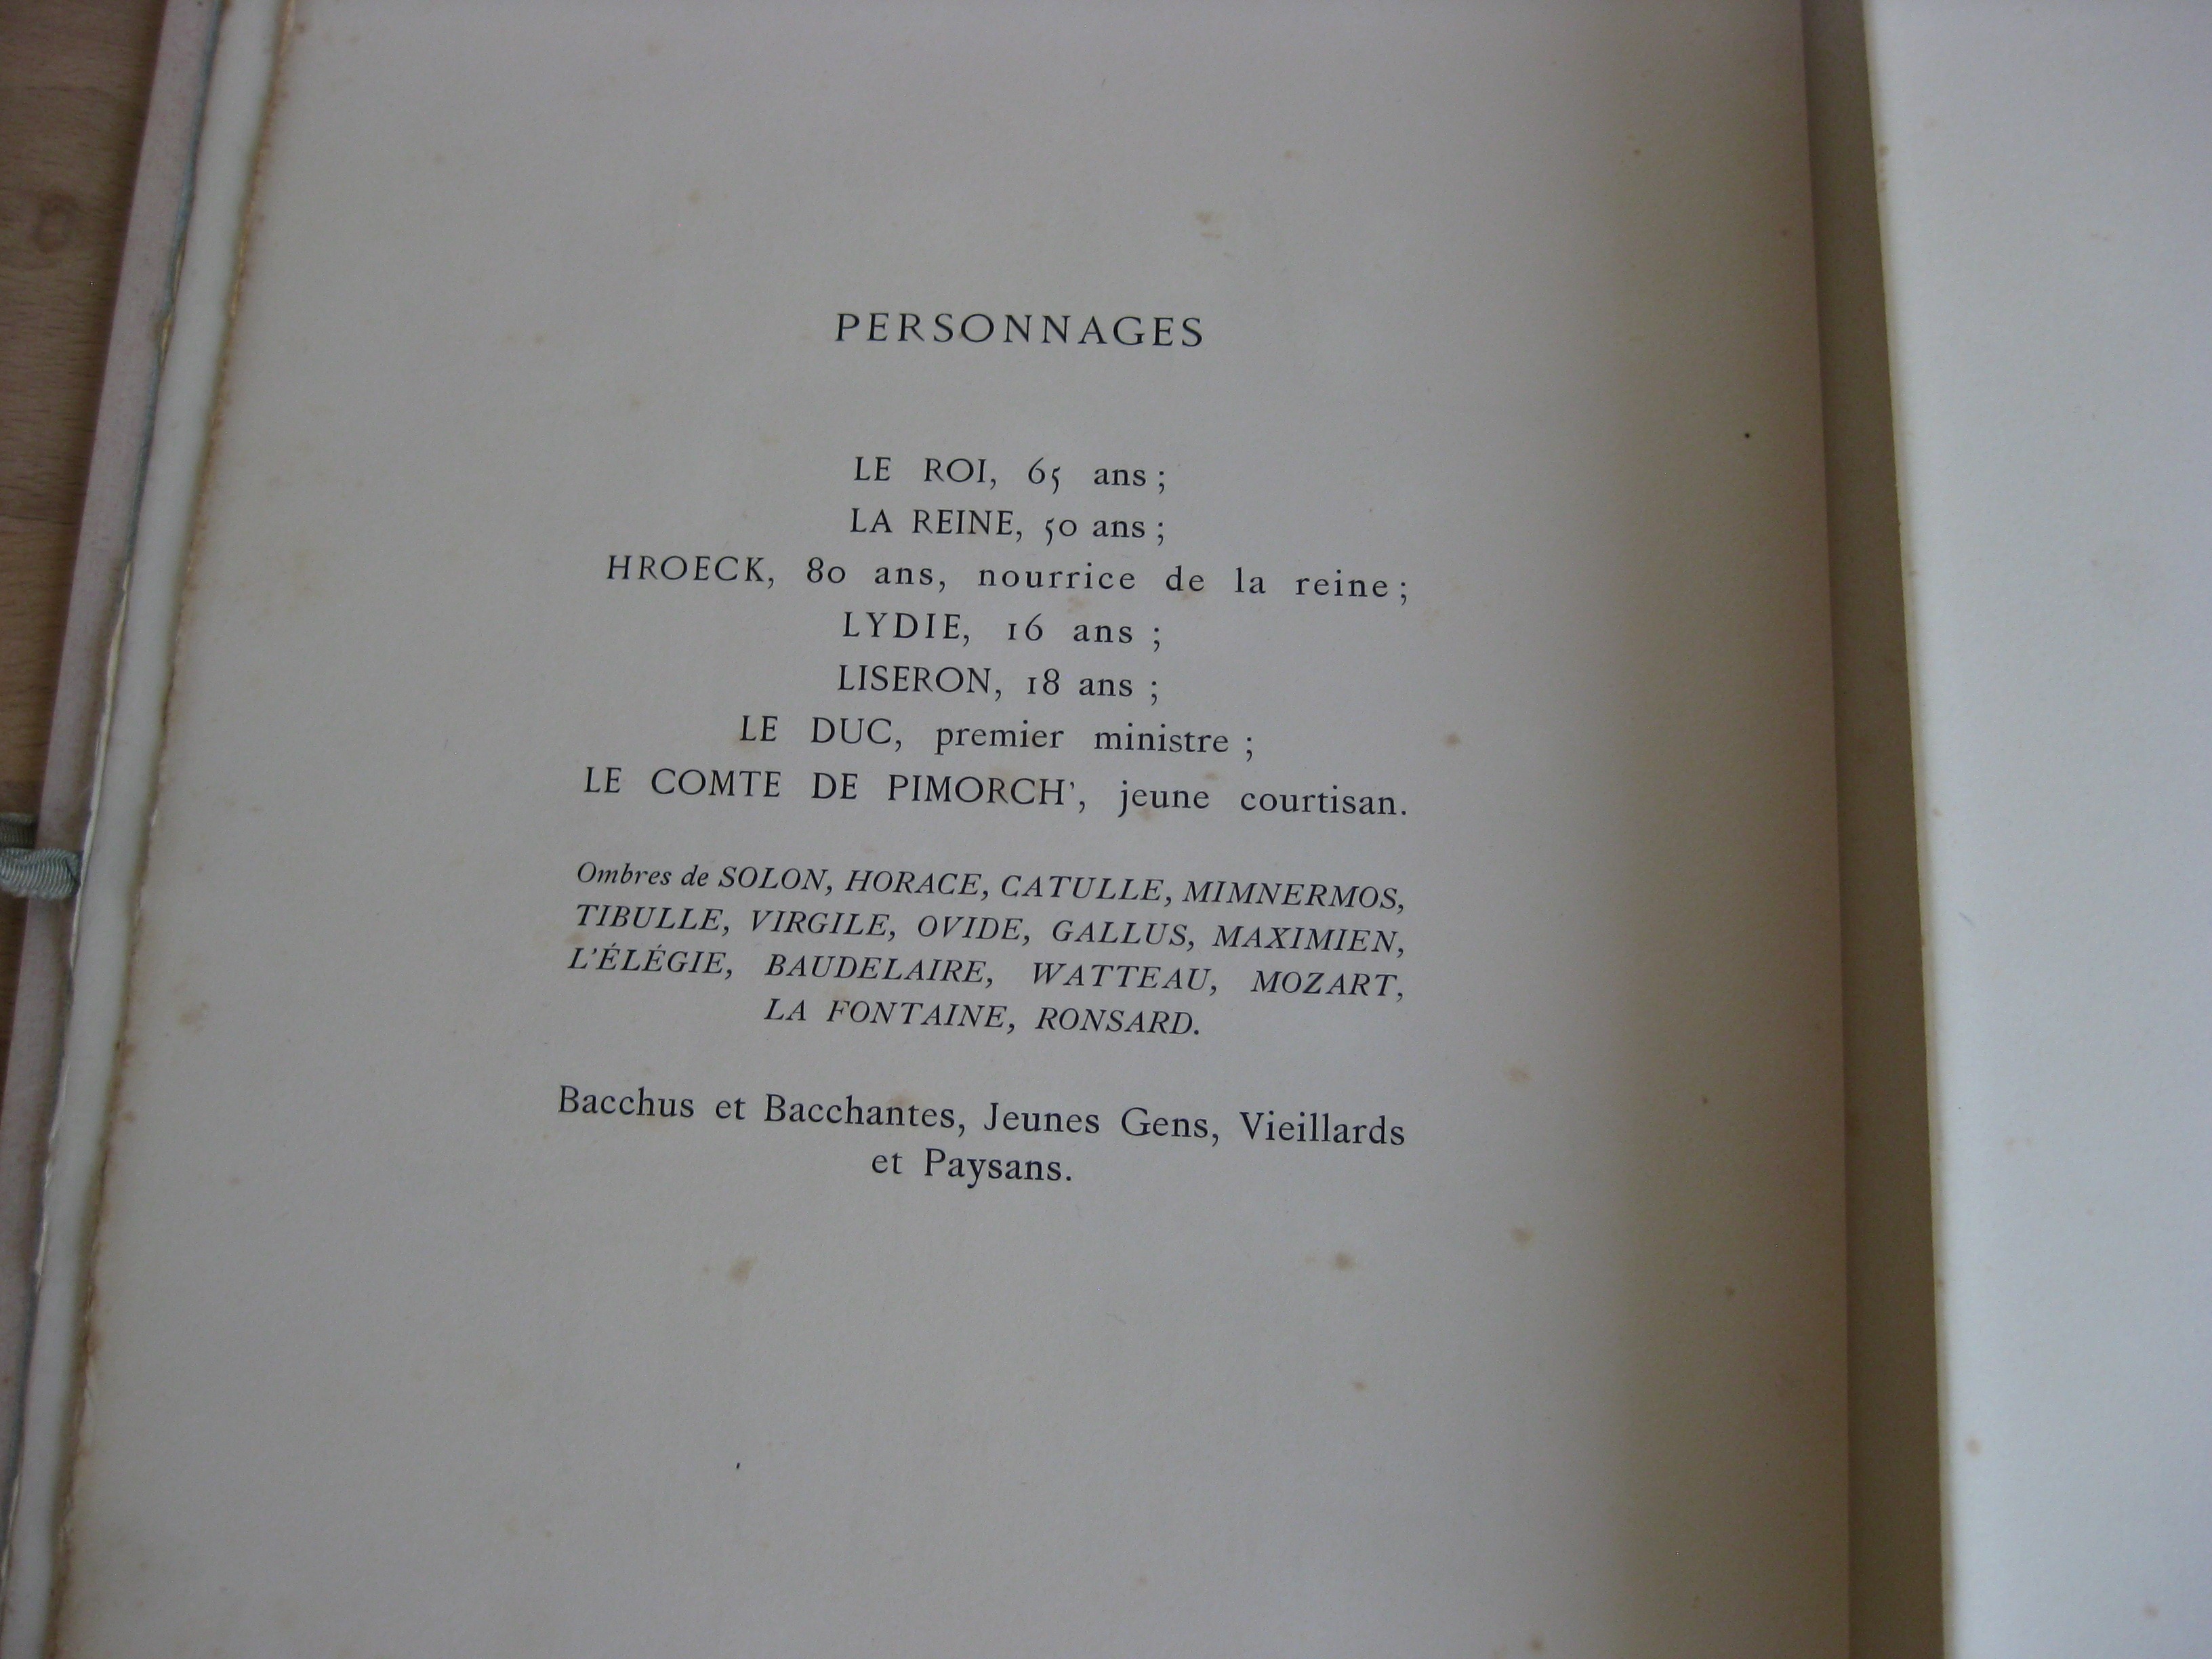 PERSONNAGES
LE ROI, 65 ans ;
LA REINE, 50 ans ;
HROECK, 80 ans, nourrice de la reine ;
LYDIE, 16 ans ;
LISERON, 18 ans ;
LE DUC, premier ministre ;
LE COMTE DE PIMORCH', jeune courtisan.
Ombres de SOLON, HORACE, CATULLE, MIMNERMOS,
TIBULLE, VIRGILE, OVIDE, GALLUS, MAXIMIEN,
L'ÉLÉGIE, BAUDELAIRE, WATTEAU, MOZART,
LA FONTAINE, RONSARD.
Bacchus et Bacchantes, Jeunes Gens, Vieillards
et Paysans.